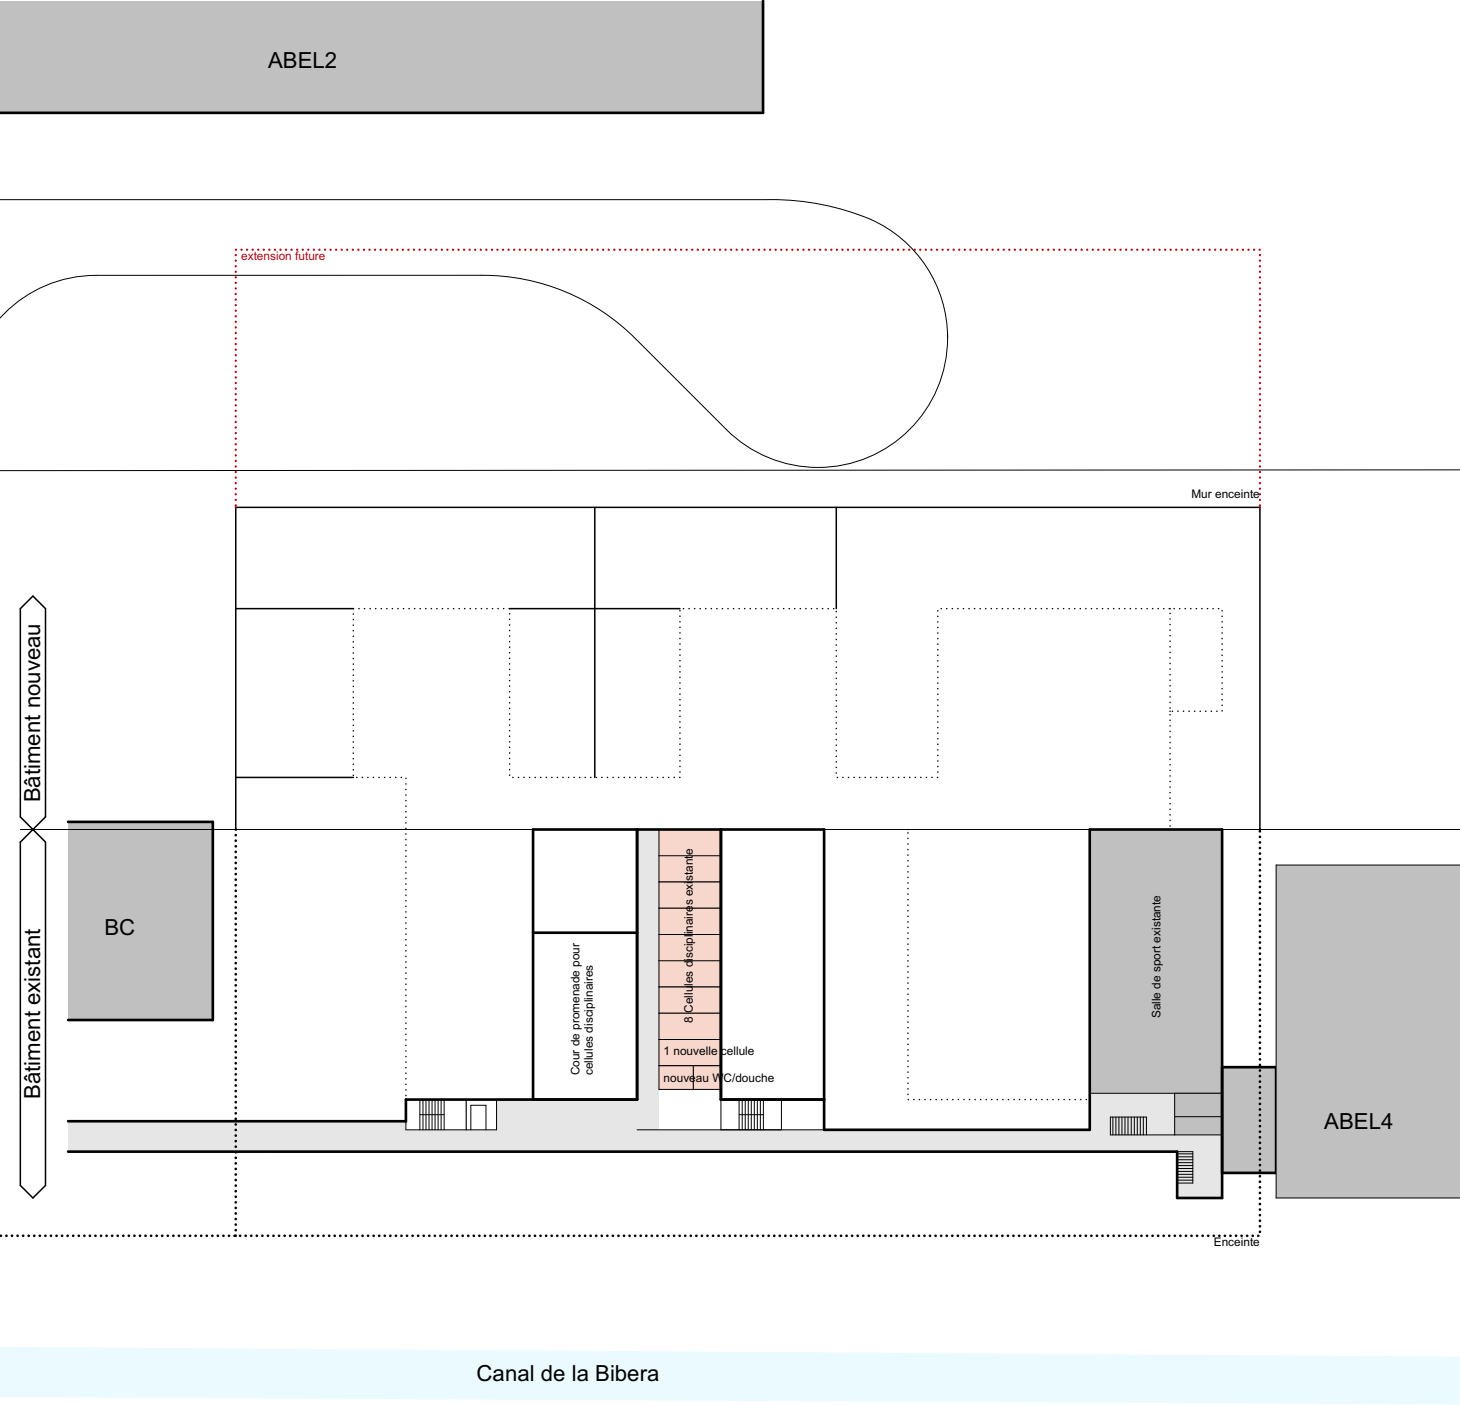 ABEL2
extension future
Mur enceinte
Bâtiment nouveau
Bâtiment existant
BC
Cour de promenade pour
cellules disciplinaires
8 Cellules disciplinaires existante
1 nouvelle cellule
nouveau WC/douche
Salle de sport existante
ABEL4
Enceinte
Canal de la Bibera